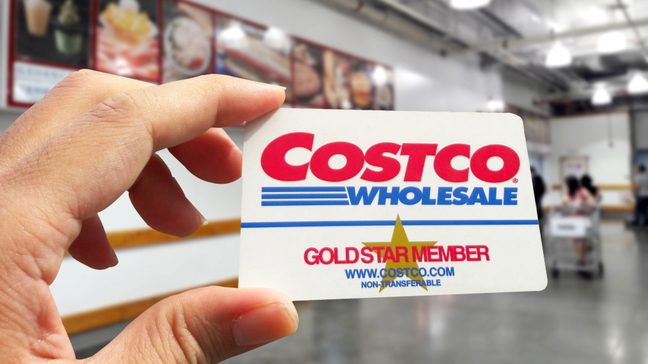 COSTCO®
WHOLESALE
GOLD STAR MEMBER
WWW.COSTCO.COM
NON-TRANSFERABLE